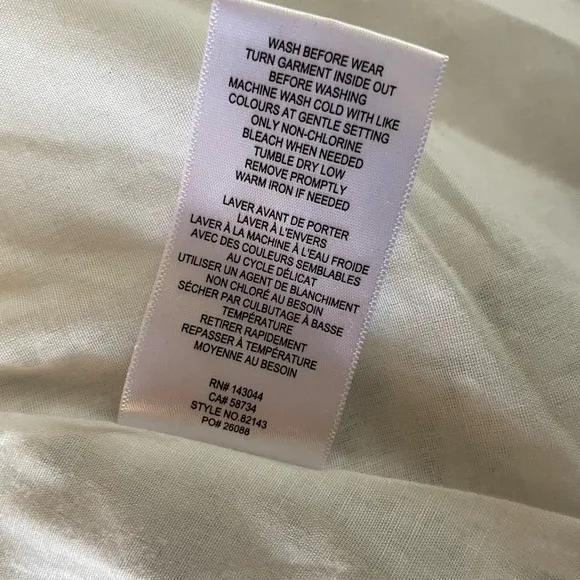 WASH BEFORE WEAR
TURN GARMENT INSIDE OUT
BEFORE WASHING
MACHINE WASH COLD WITH LIKE
COLOURS AT GENTLE SETTING
ONLY NON-CHLORINE
BLEACH WHEN NEEDED
TUMBLE DRY LOW
REMOVE PROMPTLY
WARM IRON IF NEEDED
LAVER AVANT DE PORTER
LAVER À L'ENVERS
LAVER À LA MACHINE À L'EAU FROIDE
AVEC DES COULEURS SEMBLABLES
AU CYCLE DÉLICAT
UTILISER UN AGENT DE BLANCHIMENT
NON CHLORÉ AU BESOIN
SÉCHER PAR CULBUTAGE À BASSE
TEMPÉRATURE
RETIRER RAPIDEMENT
REPASSER À TEMPÉRATURE
MOYENNE AU BESOIN
RN# 143044
CA# 58734
STYLE NO.82143
PO# 26088